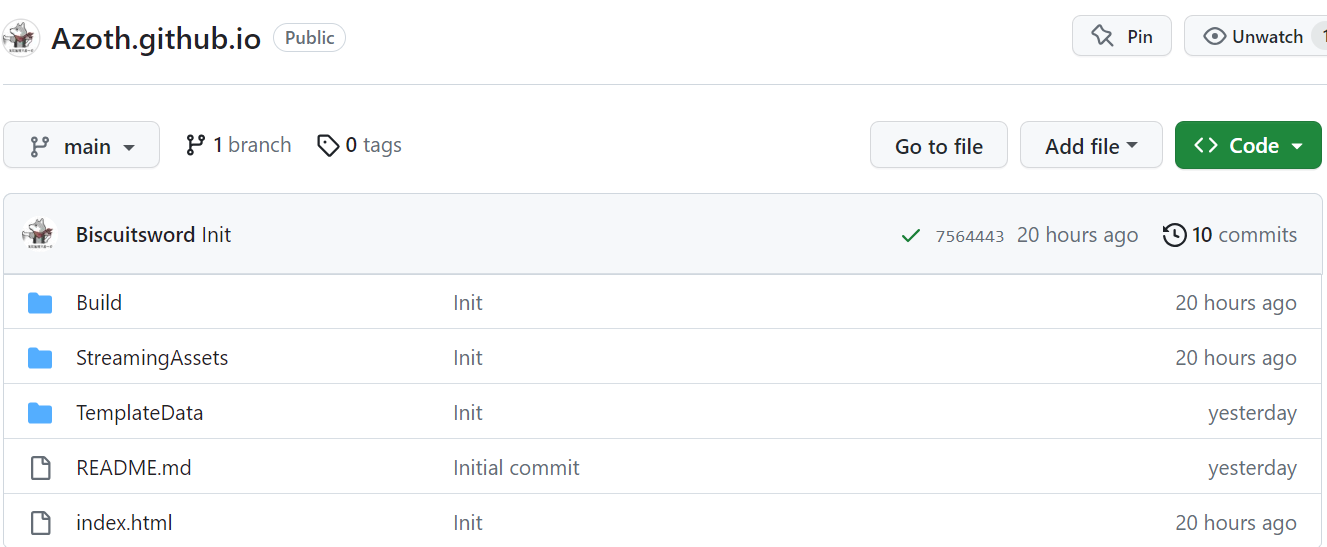 Azoth.github.io Public Pin Unwatch 1
main 1 branch 0 tags Go to file Add file Code
Biscuitsword Init 7564443 20 hours ago 10 commits
Build Init 20 hours ago
StreamingAssets Init 20 hours ago
TemplateData Init yesterday
README.md Initial commit yesterday
index.html Init 20 hours ago